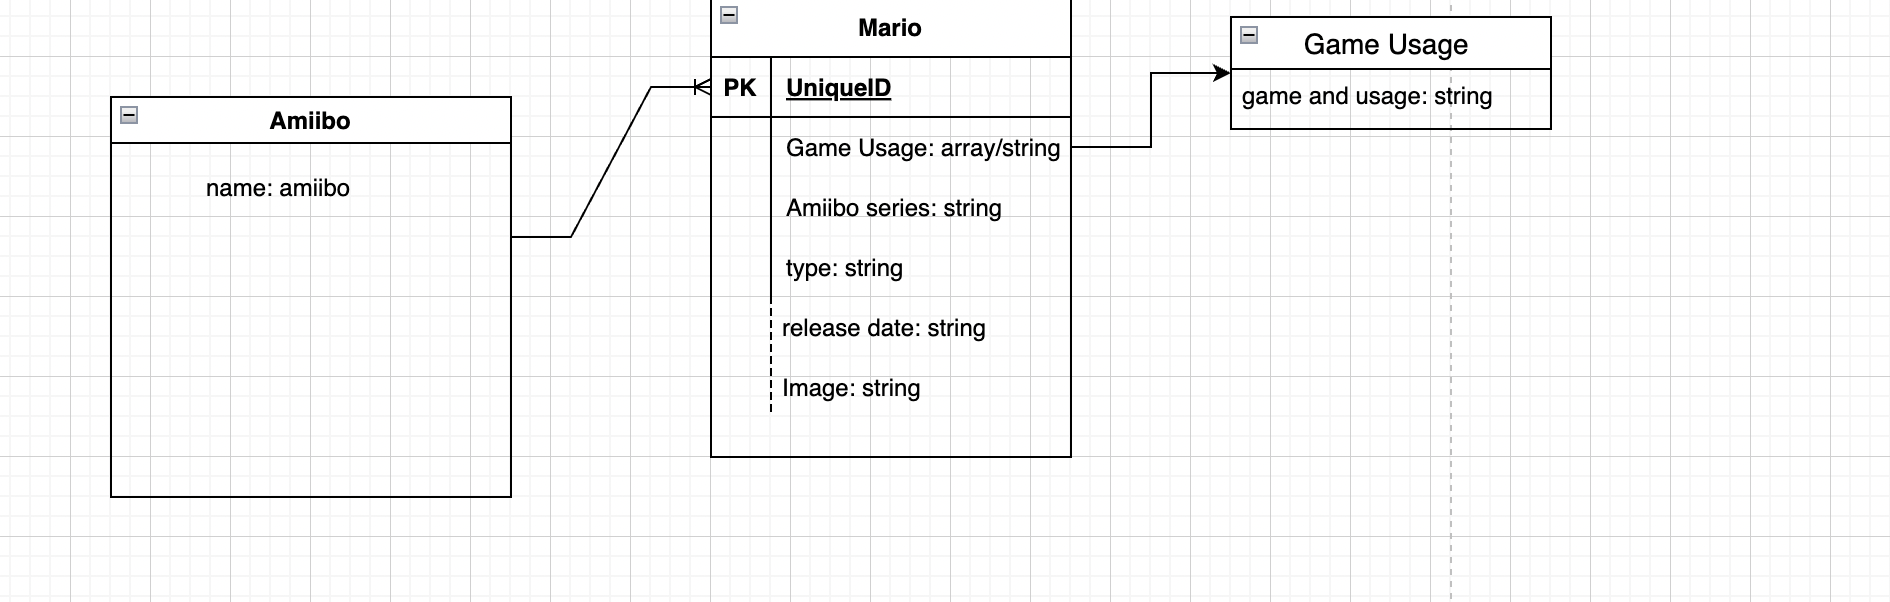 Amiibo
name: amiibo
Mario
PK UniqueID
Game Usage: array/string
Amiibo series: string
type: string
release date: string
Image: string
Game Usage
game and usage: string